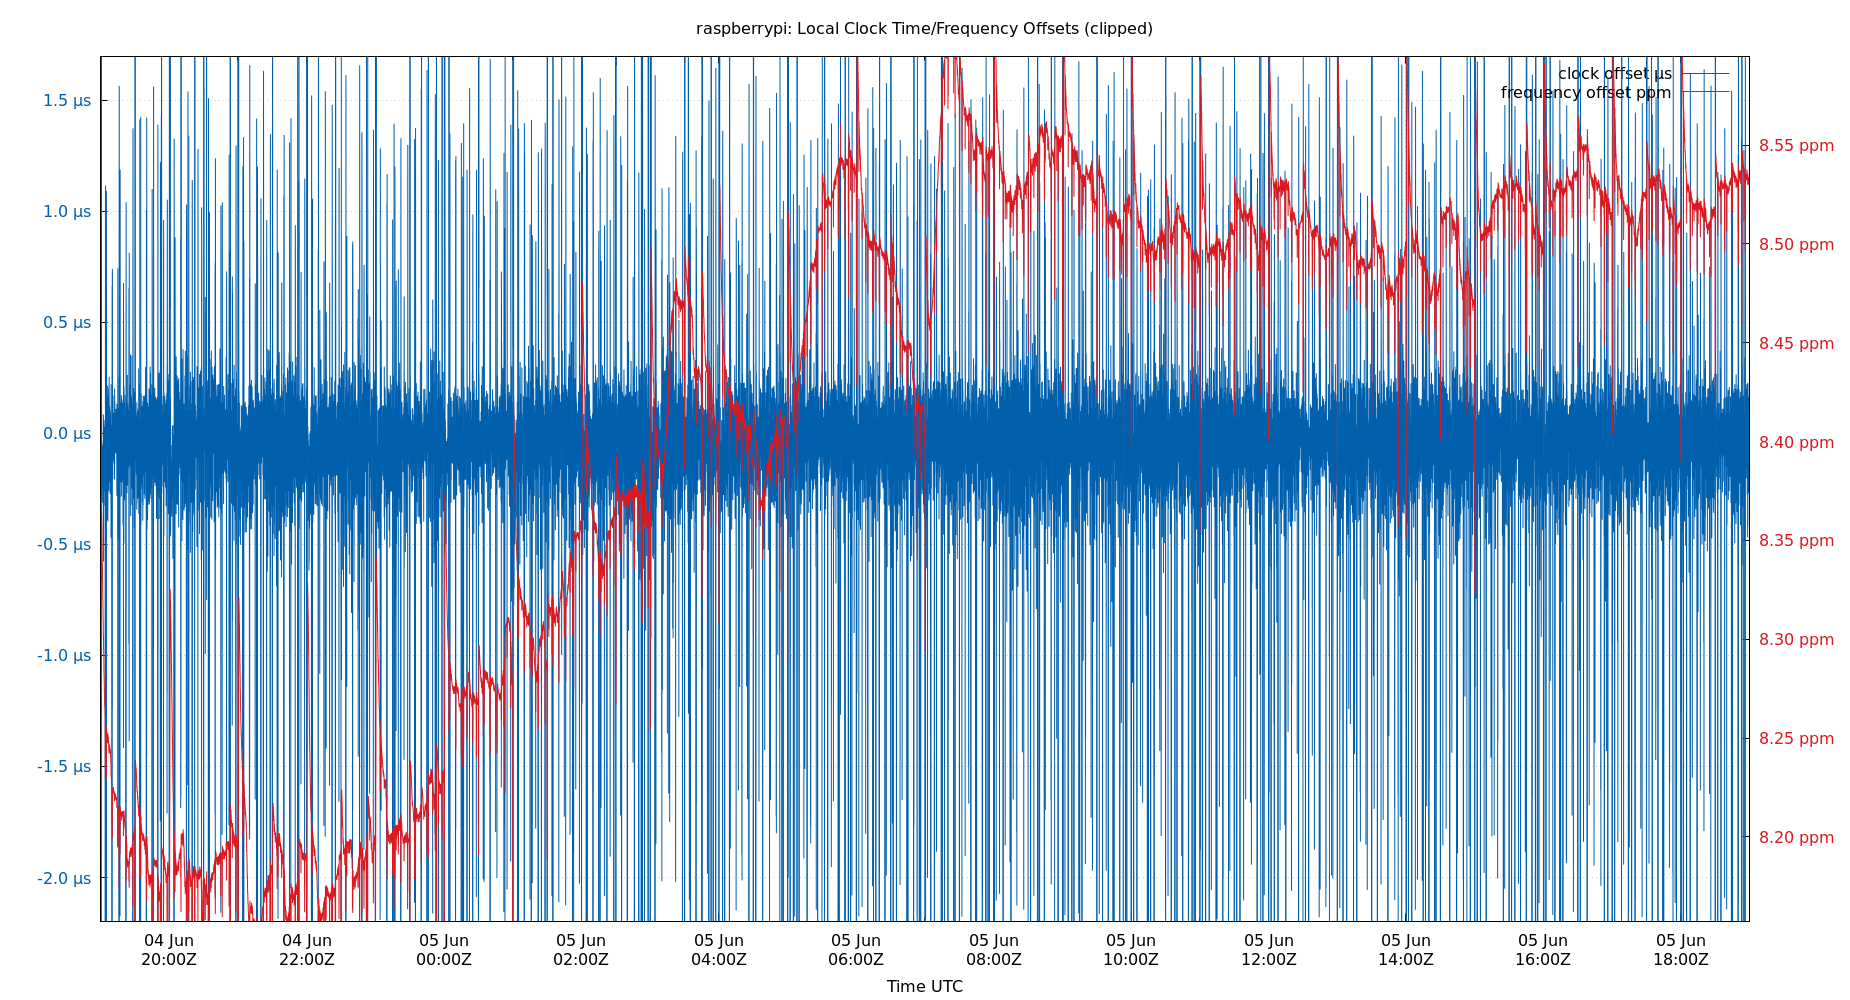 raspberrypi: Local Clock Time/Frequency Offsets (clipped)
clock offset µs
frequency offset ppm
1.5 µs
1.0 µs
0.5 µs
0.0 µs
-0.5 µs
-1.0 µs
-1.5 µs
-2.0 µs
8.55 ppm
8.50 ppm
8.45 ppm
8.40 ppm
8.35 ppm
8.30 ppm
8.25 ppm
8.20 ppm
04 Jun
20:00Z
04 Jun
22:00Z
05 Jun
00:00Z
05 Jun
02:00Z
05 Jun
04:00Z
05 Jun
06:00Z
05 Jun
08:00Z
05 Jun
10:00Z
05 Jun
12:00Z
05 Jun
14:00Z
05 Jun
16:00Z
05 Jun
18:00Z
Time UTC